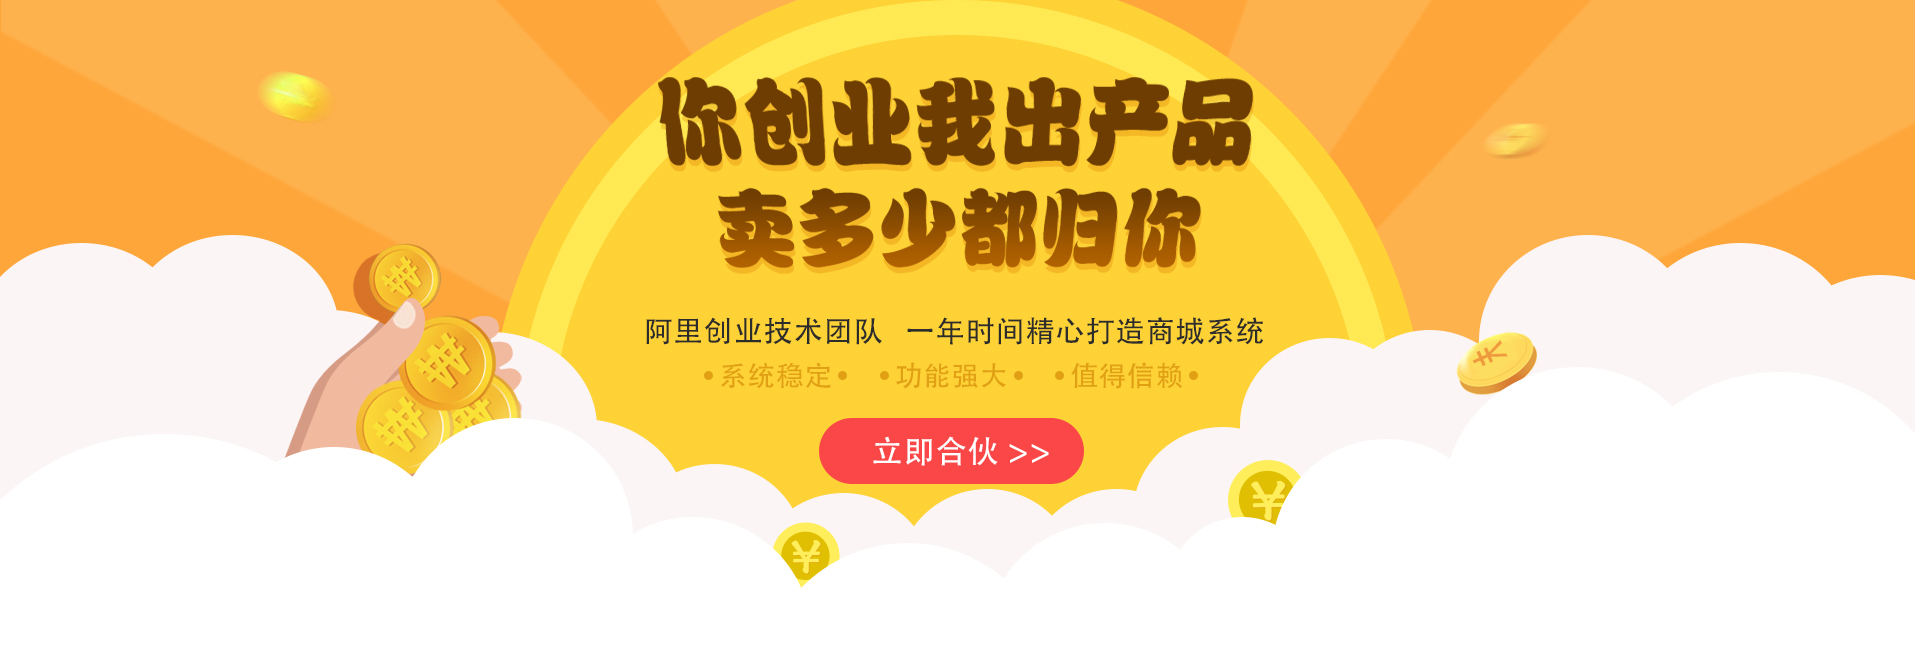 你创业我出产品
卖多少都归你
阿里创业技术团队 一年时间精心打造商城系统
•系统稳定• •功能强大• •值得信赖•
立即合伙 >>
¥
¥